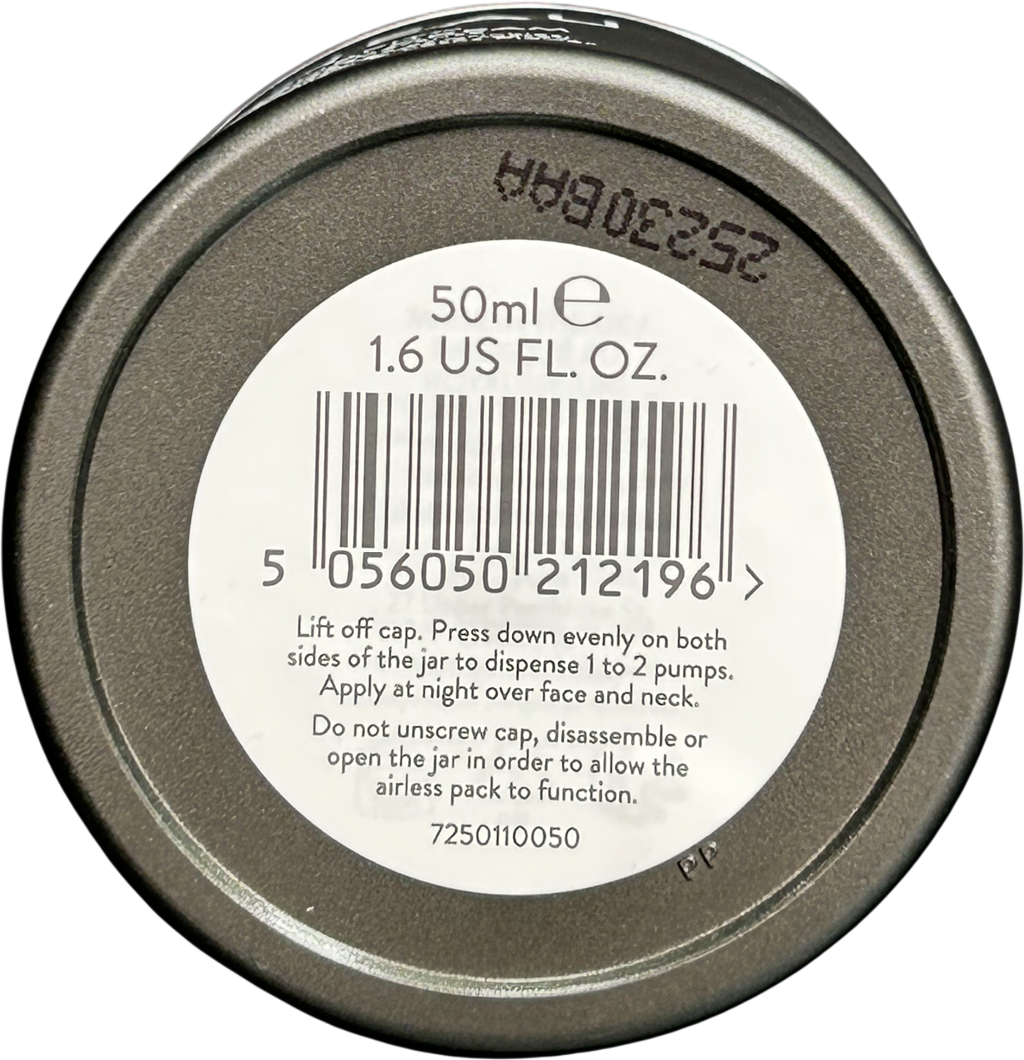 25230BAA
50ml ℮
1.6 US FL. OZ.
5 056050 212196 >
Lift off cap. Press down evenly on both
sides of the jar to dispense 1 to 2 pumps.
Apply at night over face and neck.
Do not unscrew cap, disassemble or
open the jar in order to allow the
airless pack to function.
7250110050
PP